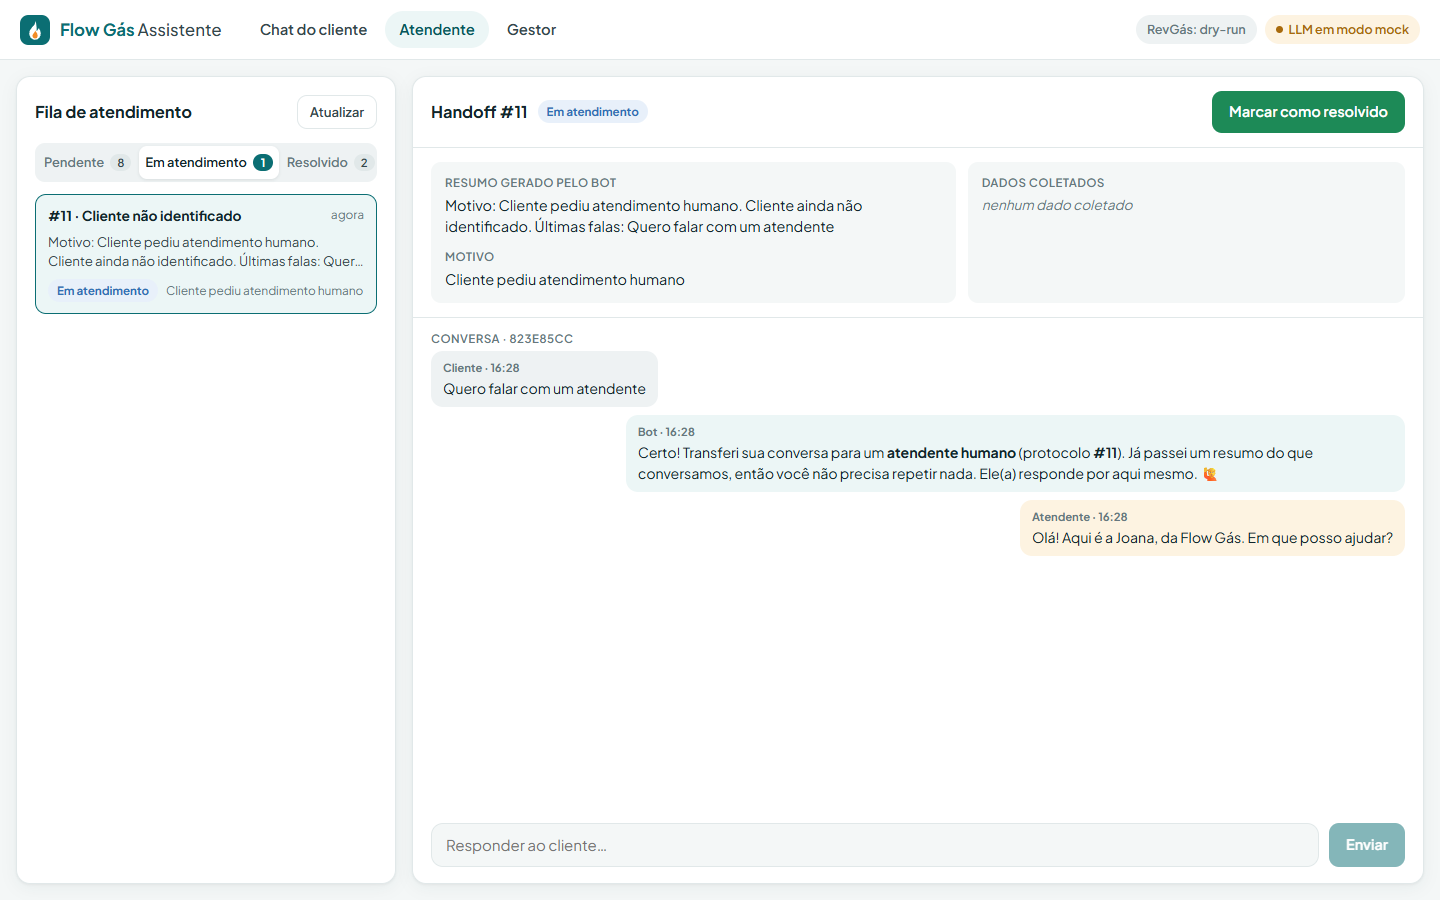 Flow Gás Assistente
Chat do cliente
Atendente
Gestor
RevGás: dry-run
LLM em modo mock
Fila de atendimento
Atualizar
Pendente 8
Em atendimento 1
Resolvido 2
#11 · Cliente não identificado
agora
Motivo: Cliente pediu atendimento humano.
Cliente ainda não identificado. Últimas falas: Quer...
Em atendimento
Cliente pediu atendimento humano
Handoff #11
Em atendimento
Marcar como resolvido
RESUMO GERADO PELO BOT
Motivo: Cliente pediu atendimento humano. Cliente ainda não
identificado. Últimas falas: Quero falar com um atendente
MOTIVO
Cliente pediu atendimento humano
DADOS COLETADOS
nenhum dado coletado
CONVERSA · 823E85CC
Cliente · 16:28
Quero falar com um atendente
Bot · 16:28
Certo! Transferi sua conversa para um atendente humano (protocolo #11). Já passei um resumo do que
conversamos, então você não precisa repetir nada. Ele(a) responde por aqui mesmo.
Atendente · 16:28
Olá! Aqui é a Joana, da Flow Gás. Em que posso ajudar?
Responder ao cliente...
Enviar